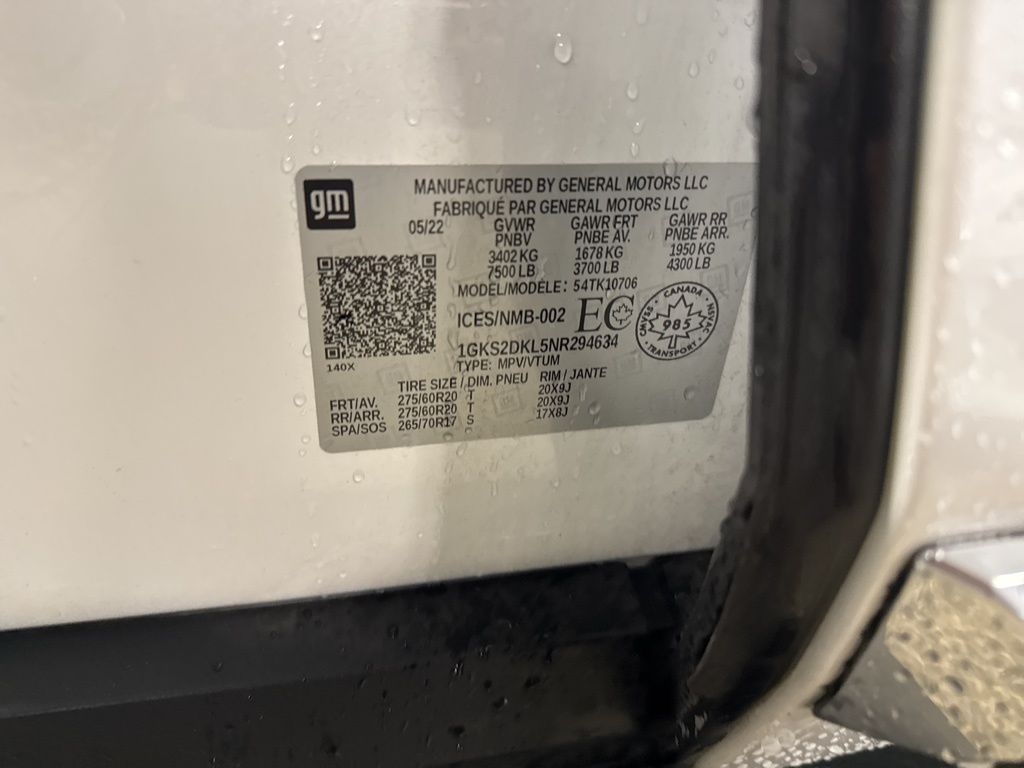 gm
MANUFACTURED BY GENERAL MOTORS LLC
FABRIQUÉ PAR GENERAL MOTORS LLC
05/22 GVWR GAWR FRT GAWR RR
PNBV PNBE AV. PNBE ARR.
3402 KG 1678 KG 1950 KG
7500 LB 3700 LB 4300 LB
MODEL/MODÈLE: 54TK10706
ICES/NMB-002 EC
CANADA
CMVSS 985 NSVAC
TRANSPORT
1GKS2DKL5NR294634
140X
TYPE: MPV/VTUM
TIRE SIZE / DIM. PNEU RIM / JANTE
FRT/AV. 275/60R20 T 20X9J
RR/ARR. 275/60R20 T 20X9J
SPA/SOS 265/70R17 S 17X8J